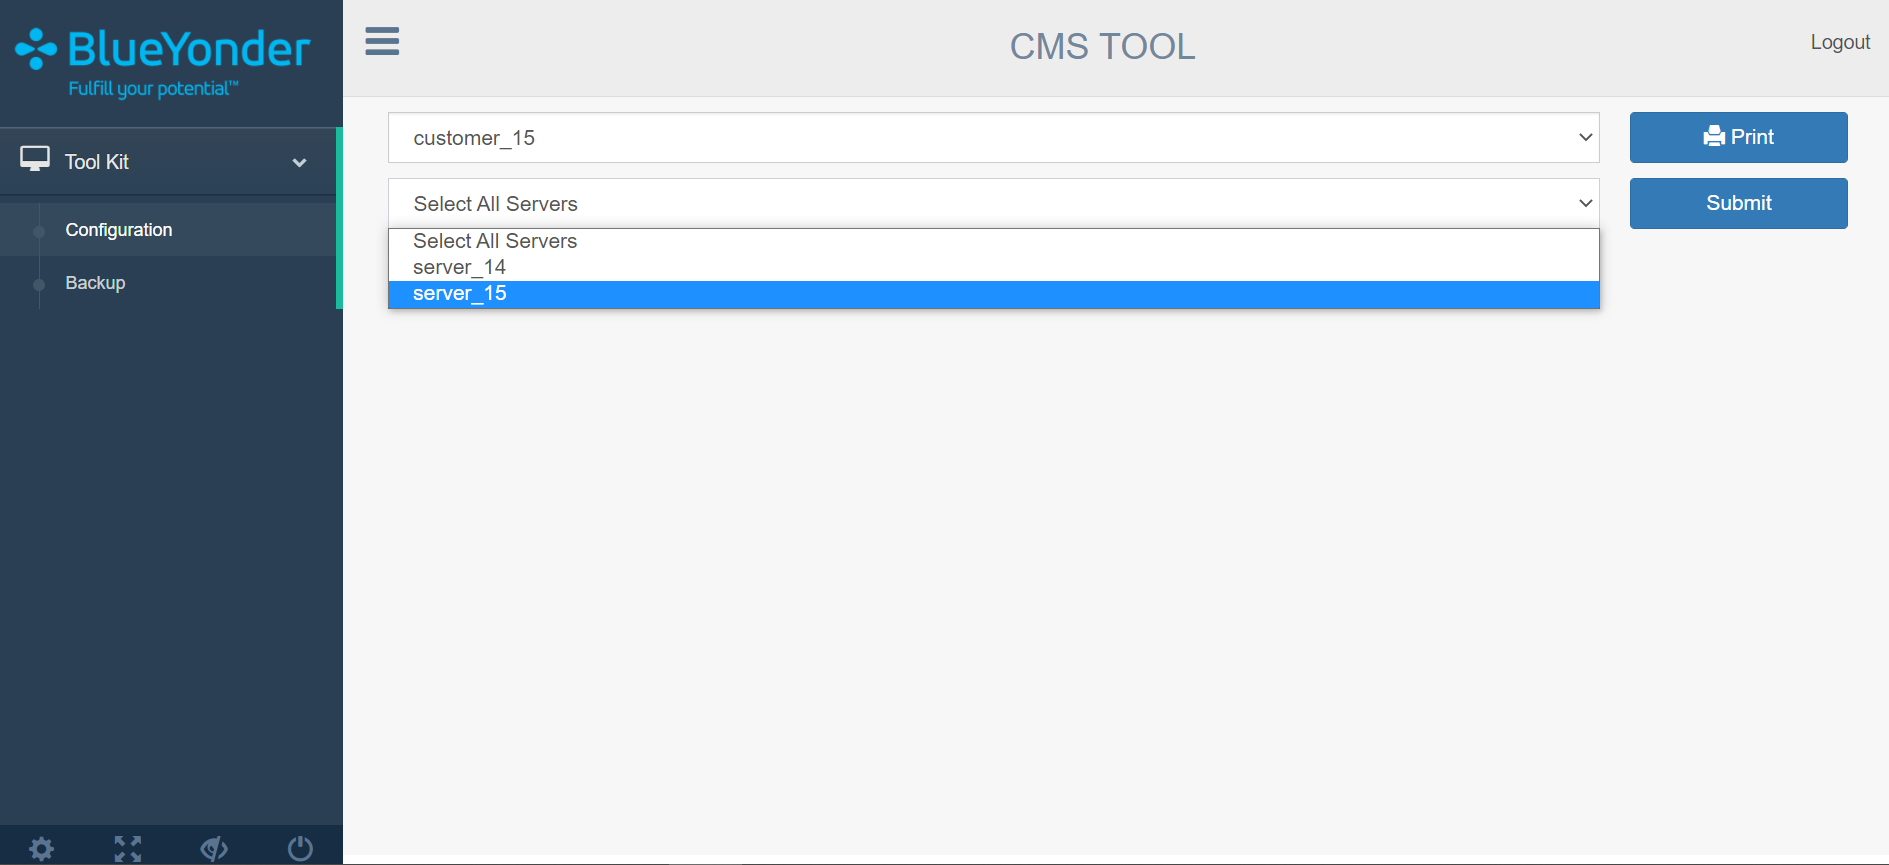 BlueYonder
Fulfill your potential™
CMS TOOL
Logout
Tool Kit
Configuration
Backup
customer_15
Print
Select All Servers
Submit
Select All Servers
server_14
server_15